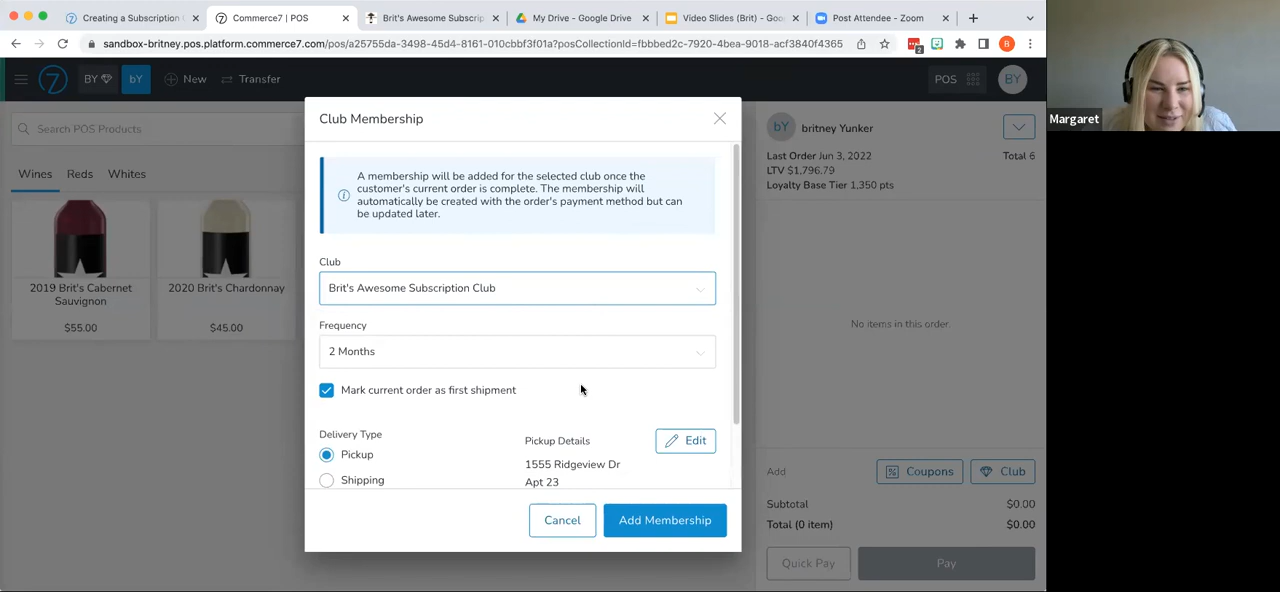 Creating a Subscription
Commerce7 | POS
Brit's Awesome Subscrip
My Drive - Google Drive
Video Slides (Brit) - Goo
Post Attendee - Zoom
sandbox-britney.pos.platform.commerce7.com/pos/a25755da-3498-45d4-8161-010cbbf3f01a?posCollectionId=fbbbed2c-7920-4bea-9018-acf3840f4365
2
B
7
BY
bY
New
Transfer
POS
BY
Search POS Products
Wines
Reds
Whites
2019 Brit's Cabernet
Sauvignon
$55.00
2020 Brit's Chardonnay
$45.00
Club Membership
A membership will be added for the selected club once the
customer's current order is complete. The membership will
automatically be created with the order's payment method but can
be updated later.
Club
Brit's Awesome Subscription Club
Frequency
2 Months
Mark current order as first shipment
Delivery Type
Pickup
Shipping
Pickup Details
Edit
1555 Ridgeview Dr
Apt 23
Cancel
Add Membership
bY
britney Yunker
Last Order Jun 3, 2022
Total 6
LTV $1,796.79
Loyalty Base Tier 1,350 pts
No items in this order.
Add
Coupons
Club
Subtotal
$0.00
Total (0 item)
$0.00
Quick Pay
Pay
Margaret